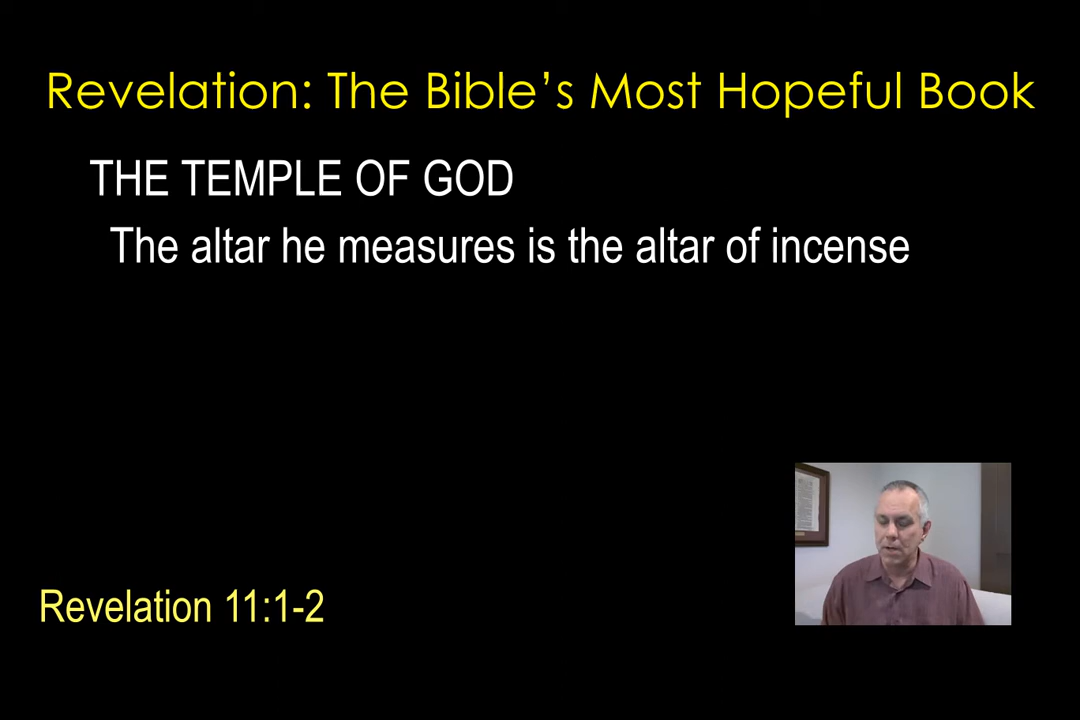 Revelation: The Bible’s Most Hopeful Book
THE TEMPLE OF GOD
The altar he measures is the altar of incense
Revelation 11:1-2